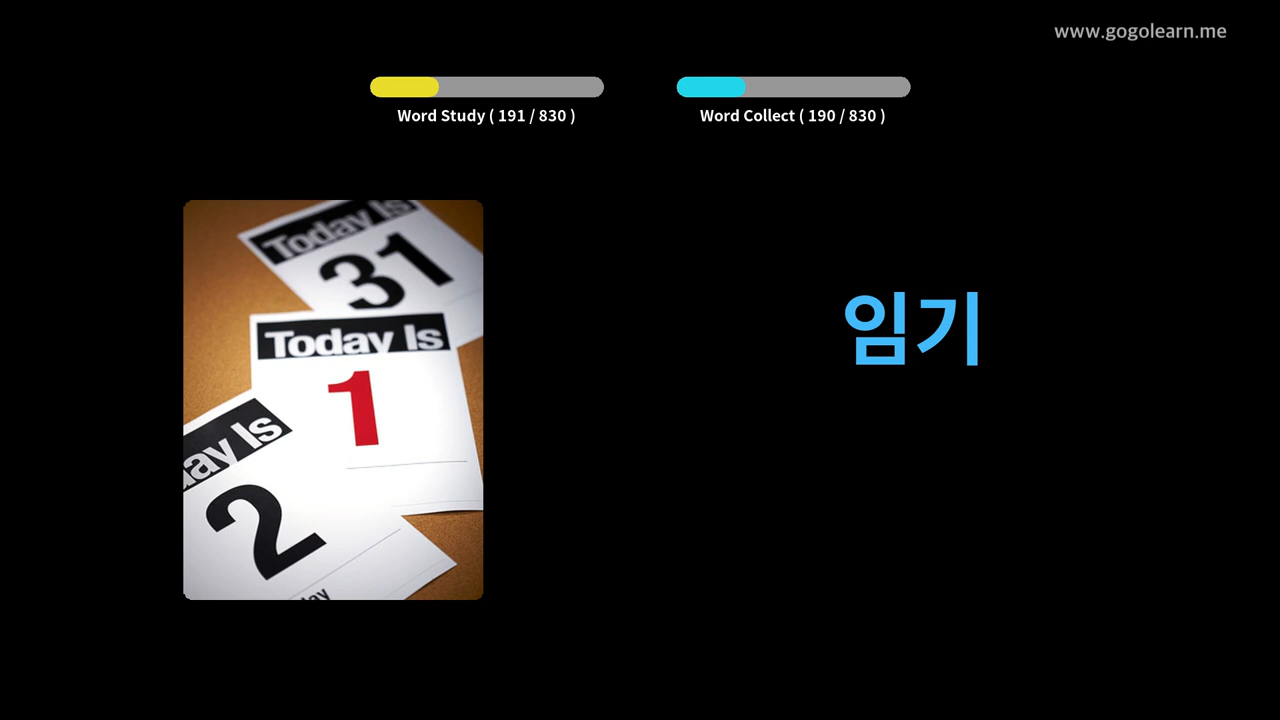 www.gogolearn.me
Word Study ( 191 / 830 )
Word Collect ( 190 / 830 )
Today Is
31
Today Is
1
ay Is
2
임기